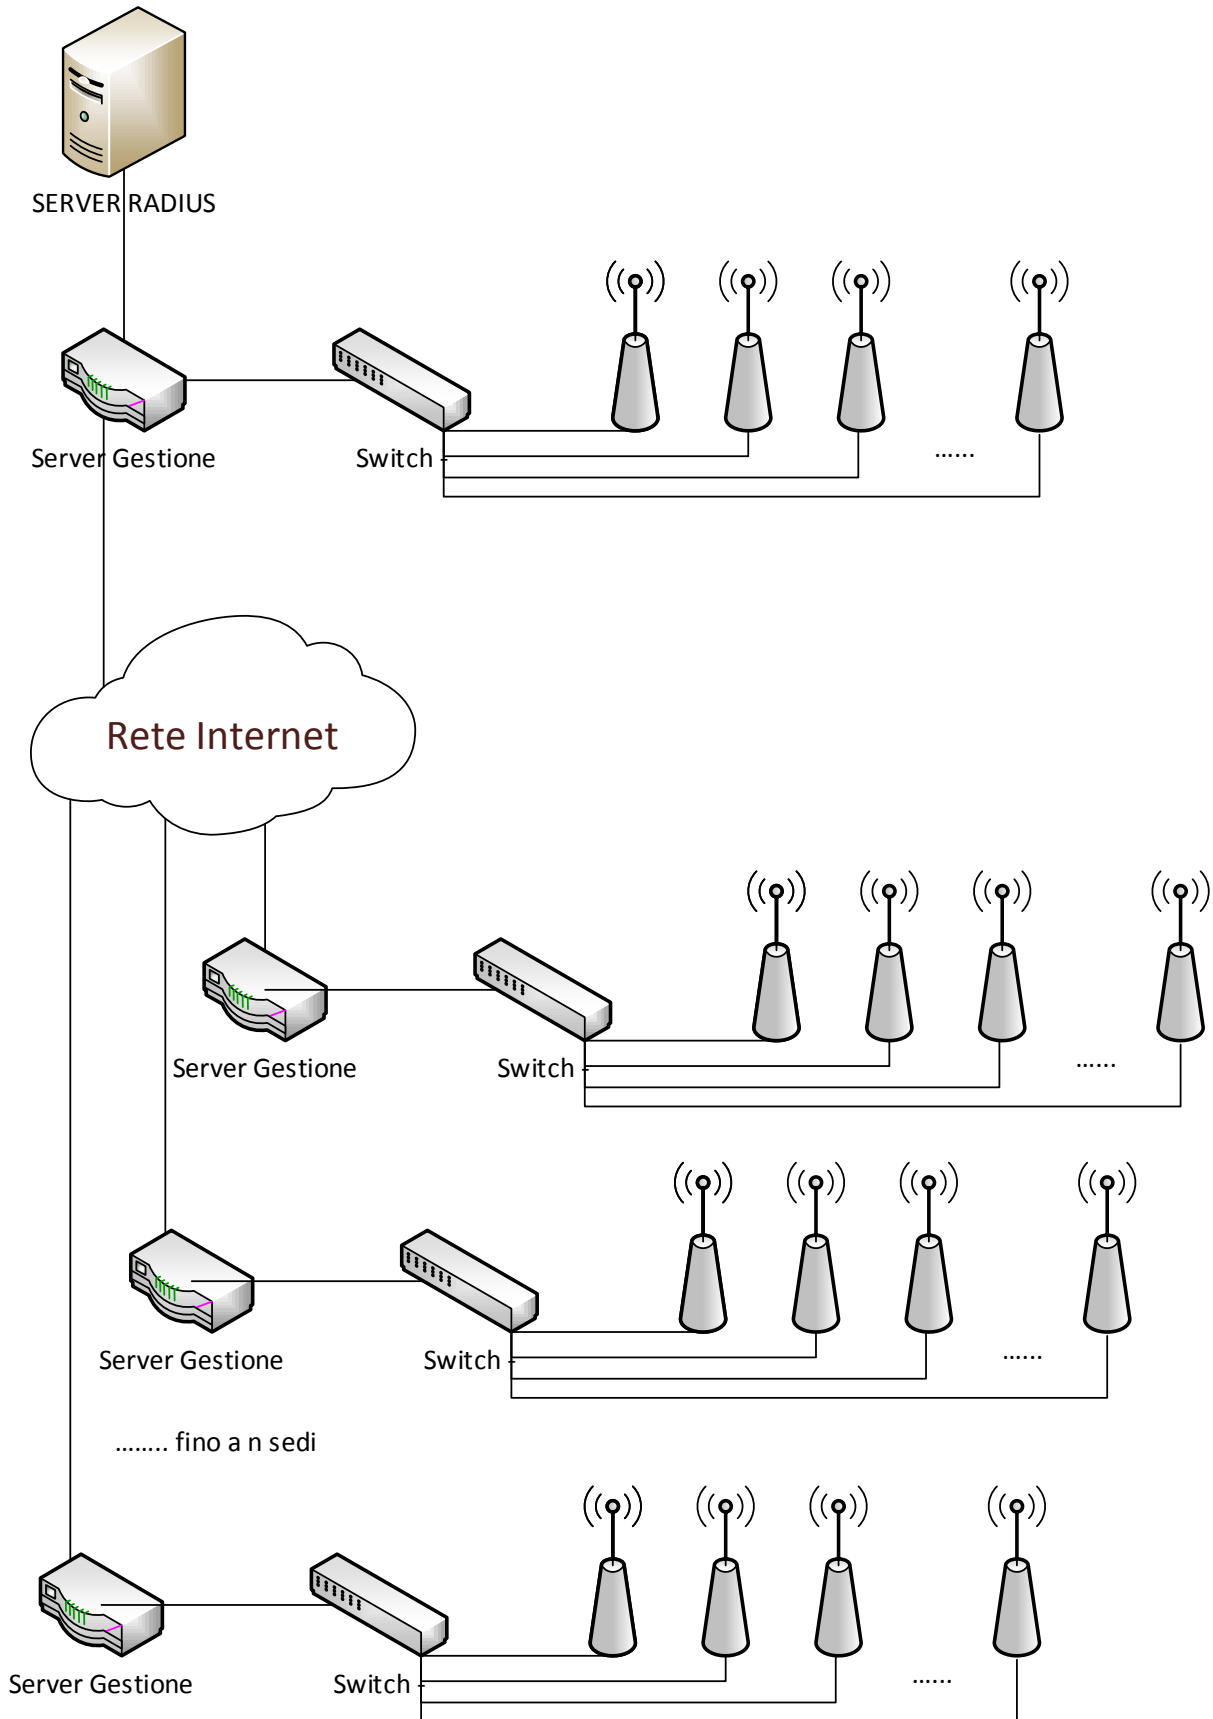 SERVER RADIUS
Server Gestione
Switch -
......
Rete Internet
Server Gestione
Switch -
......
Server Gestione
Switch -
......
........ fino a n sedi
Server Gestione
Switch -
......